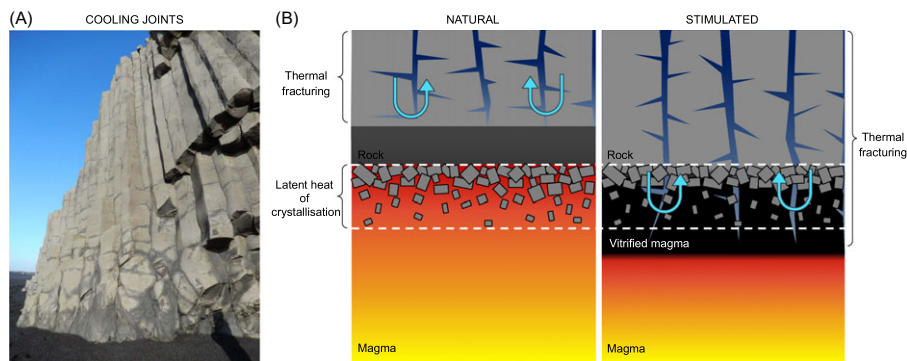 (A)
COOLING JOINTS
(B)
NATURAL
STIMULATED
Thermal
fracturing
Rock
Latent heat
of
crystallisation
Magma
Rock
Thermal
fracturing
Vitrified magma
Magma